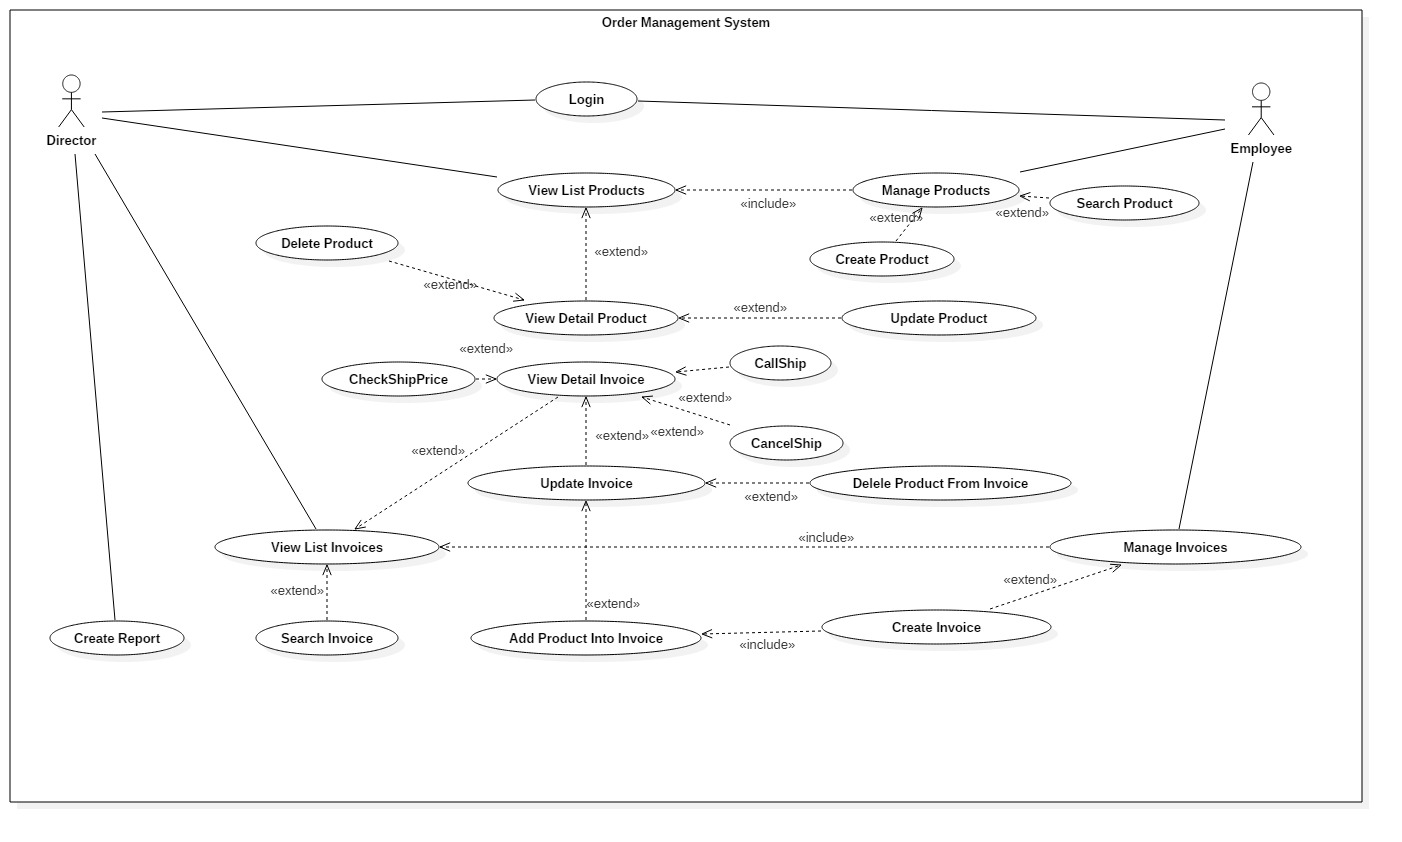 Order Management System
Login
Director
Employee
View List Products
Manage Products
«include»
Search Product
«extend»
«extend»
Delete Product
«extend»
Create Product
«extend»
«extend»
View Detail Product
Update Product
«extend»
CallShip
CheckShipPrice
View Detail Invoice
«extend»
«extend»
«extend»
«extend»
CancelShip
Update Invoice
Delele Product From Invoice
«extend»
«include»
View List Invoices
Manage Invoices
«extend»
«extend»
«extend»
Create Invoice
Create Report
Search Invoice
Add Product Into Invoice
«include»